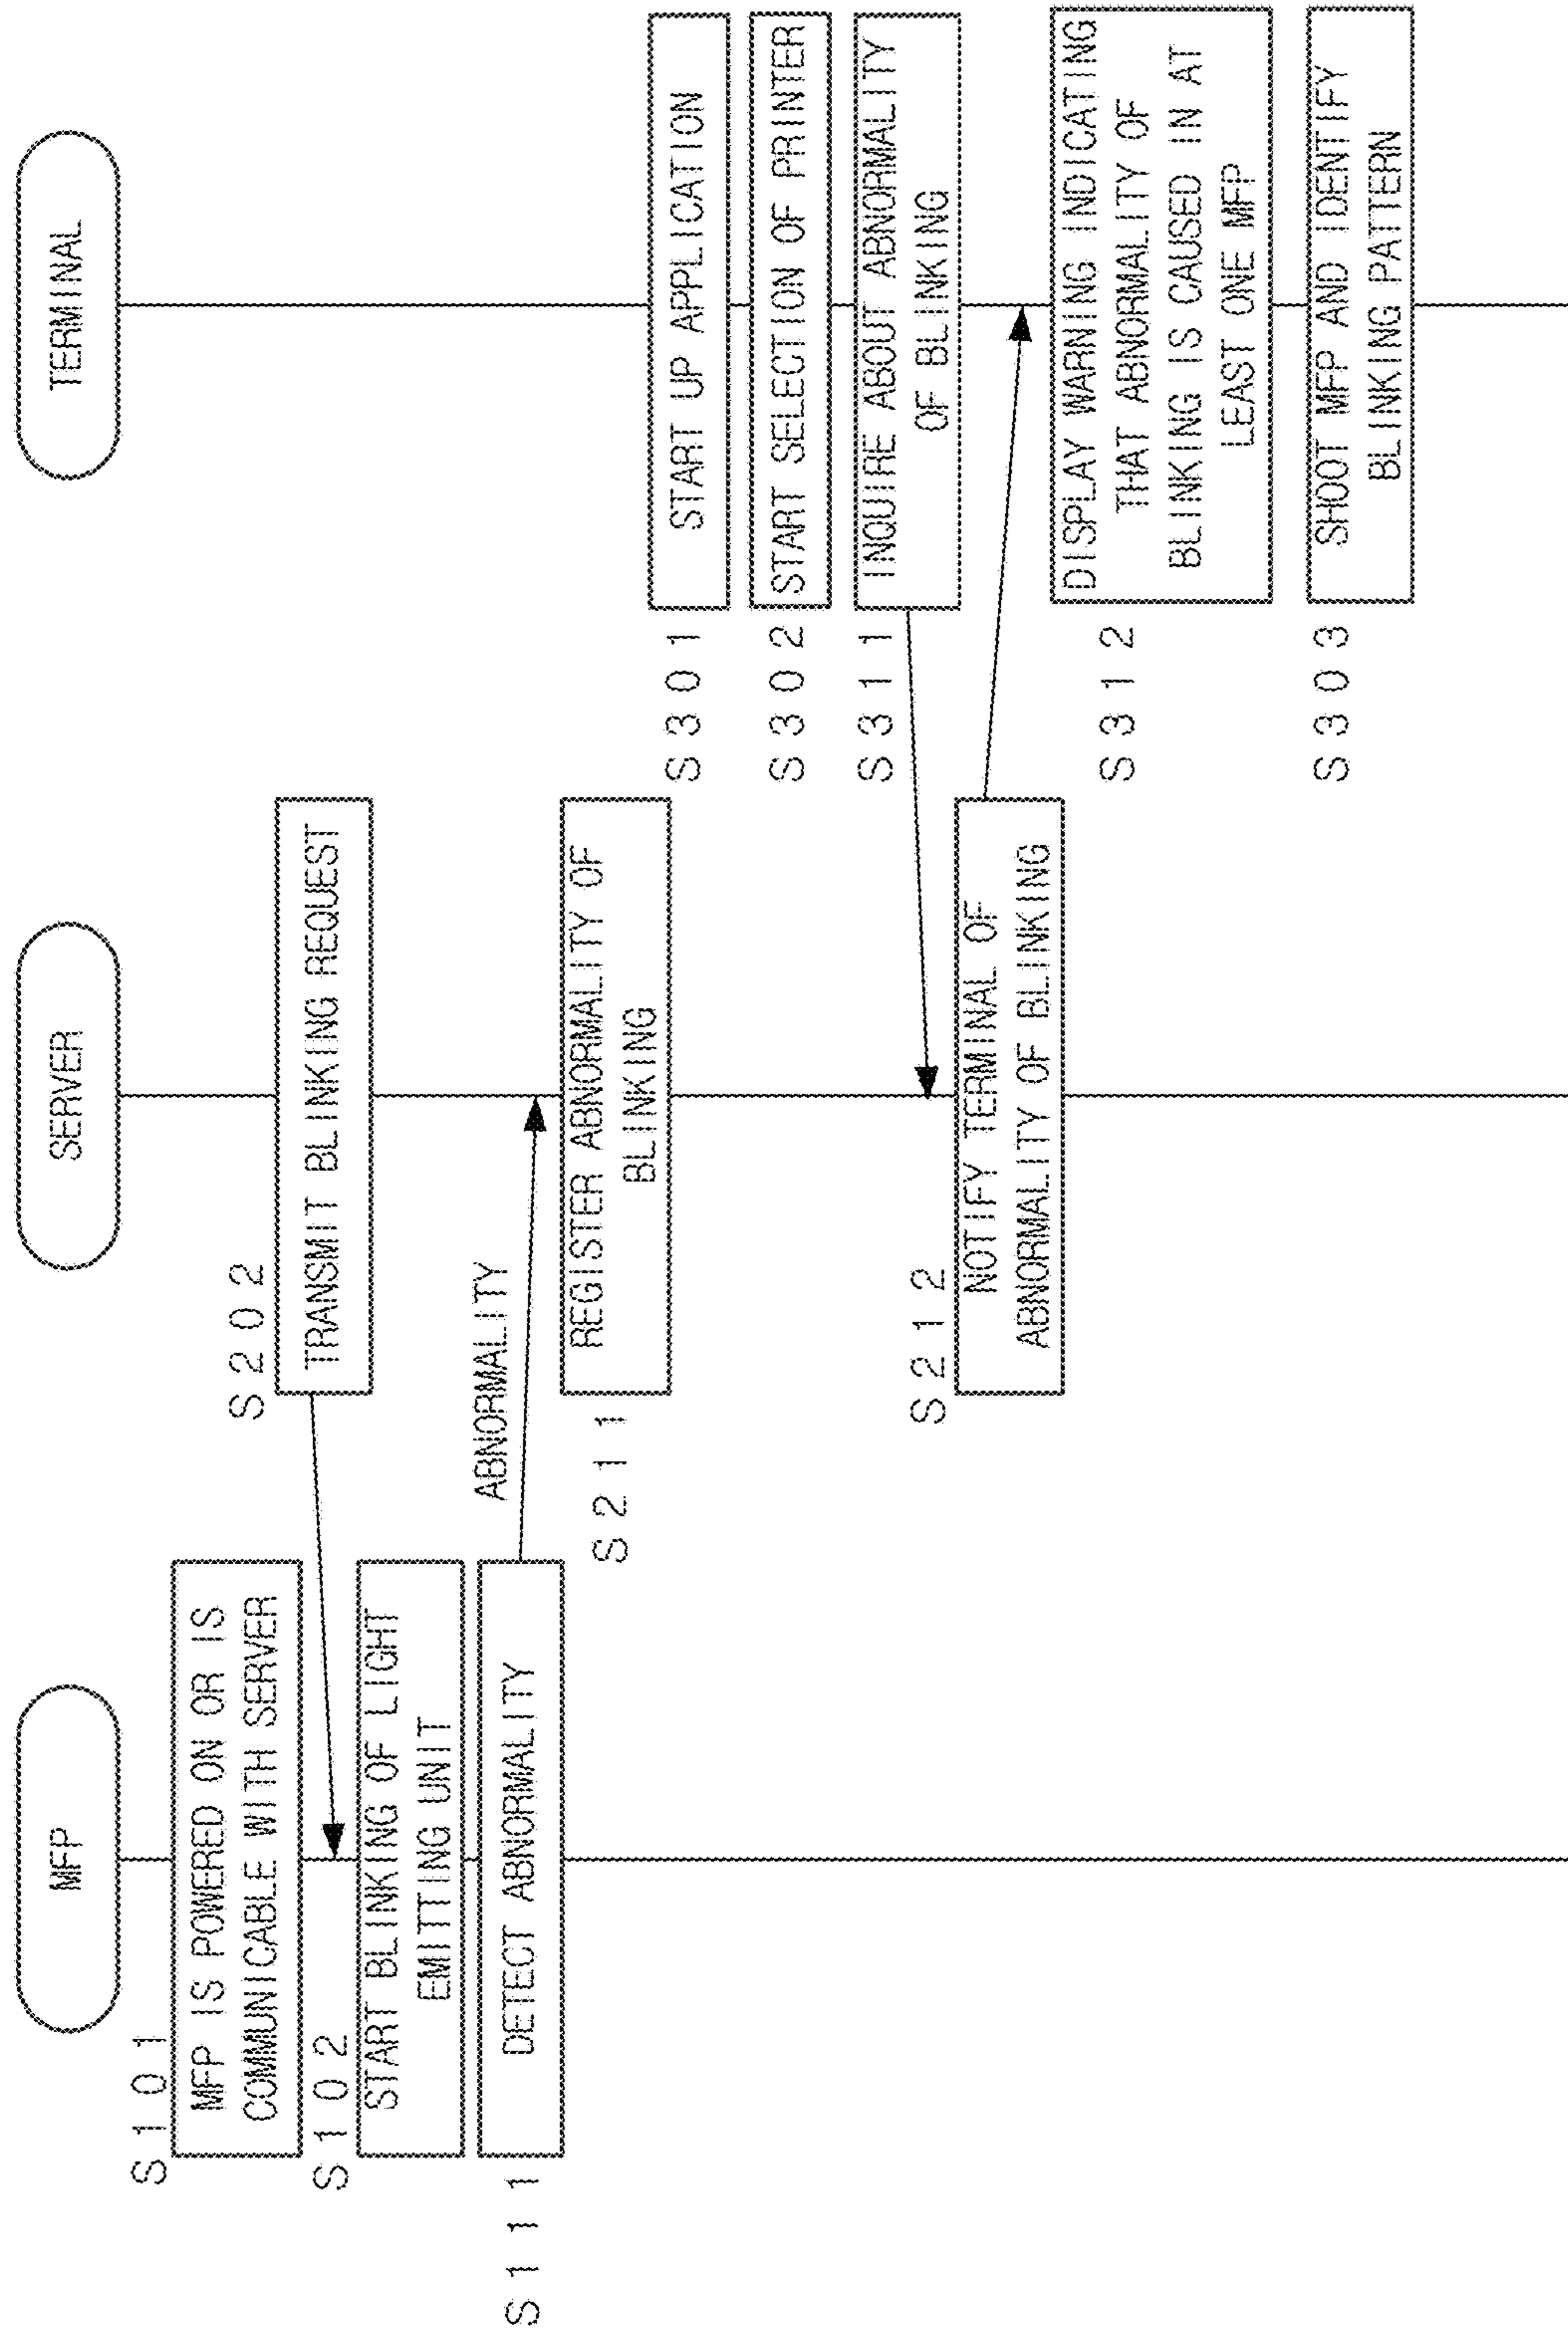 MFP
SERVER
TERMINAL
S101
MFP IS POWERED ON OR IS
COMMUNICABLE WITH SERVER
S202
TRANSMIT BLINKING REQUEST
S102
START BLINKING OF LIGHT
EMITTING UNIT
S111
DETECT ABNORMALITY
ABNORMALITY
S211
REGISTER ABNORMALITY OF
BLINKING
S301
START UP APPLICATION
S302
START SELECTION OF PRINTER
S311
INQUIRE ABOUT ABNORMALITY
OF BLINKING
S212
NOTIFY TERMINAL OF
ABNORMALITY OF BLINKING
S312
DISPLAY WARNING INDICATING
THAT ABNORMALITY OF
BLINKING IS CAUSED IN AT
LEAST ONE MFP
S303
SHOOT MFP AND IDENTIFY
BLINKING PATTERN